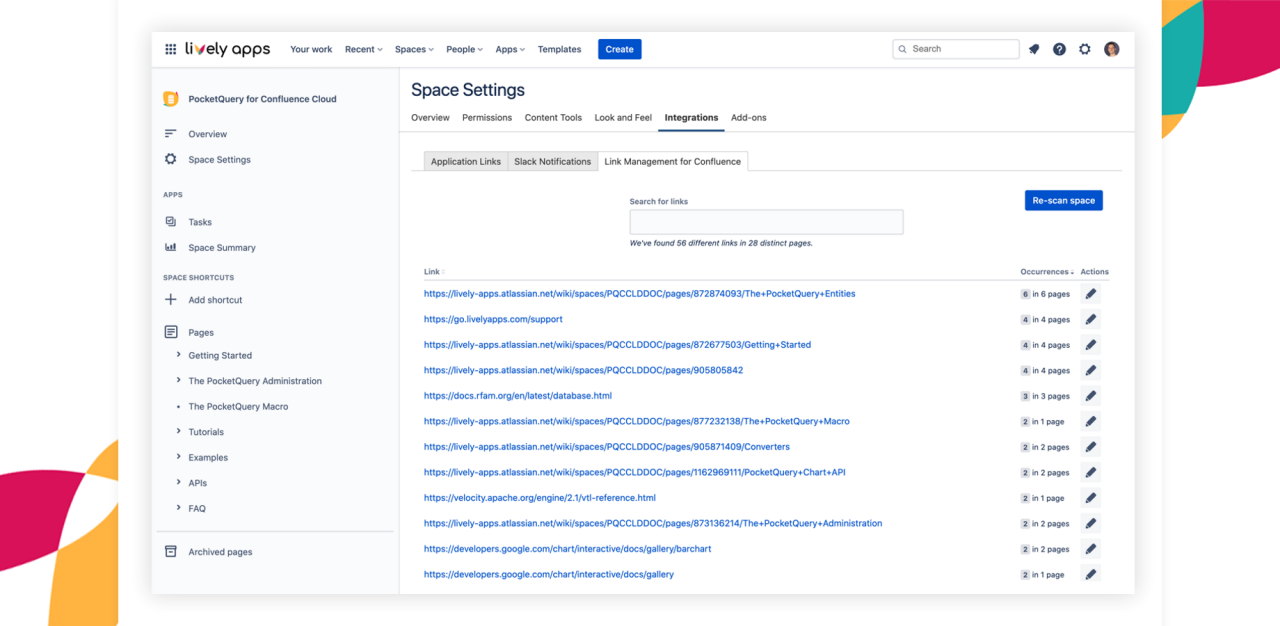 lively apps Your work Recent Spaces People Apps Templates Create Search
PocketQuery for Confluence Cloud
Overview
Space Settings
APPS
Tasks
Space Summary
SPACE SHORTCUTS
Add shortcut
Pages
Getting Started
The PocketQuery Administration
The PocketQuery Macro
Tutorials
Examples
APIs
FAQ
Archived pages
Space Settings
Overview Permissions Content Tools Look and Feel Integrations Add-ons
Application Links Slack Notifications Link Management for Confluence
Search for links
Re-scan space
We've found 56 different links in 28 distinct pages.
Link Occurrences Actions
https://lively-apps.atlassian.net/wiki/spaces/PQCCLDDOC/pages/872874093/The+PocketQuery+Entities 6 in 6 pages
https://go.livelyapps.com/support 4 in 4 pages
https://lively-apps.atlassian.net/wiki/spaces/PQCCLDDOC/pages/872677503/Getting+Started 4 in 4 pages
https://lively-apps.atlassian.net/wiki/spaces/PQCCLDDOC/pages/905805842 4 in 4 pages
https://docs.rfam.org/en/latest/database.html 3 in 3 pages
https://lively-apps.atlassian.net/wiki/spaces/PQCCLDDOC/pages/877232138/The+PocketQuery+Macro 2 in 1 page
https://lively-apps.atlassian.net/wiki/spaces/PQCCLDDOC/pages/905871409/Converters 2 in 2 pages
https://lively-apps.atlassian.net/wiki/spaces/PQCCLDDOC/pages/1162969111/PocketQuery+Chart+API 2 in 2 pages
https://velocity.apache.org/engine/2.1/vtl-reference.html 2 in 1 page
https://lively-apps.atlassian.net/wiki/spaces/PQCCLDDOC/pages/873136214/The+PocketQuery+Administration 2 in 2 pages
https://developers.google.com/chart/interactive/docs/gallery/barchart 2 in 2 pages
https://developers.google.com/chart/interactive/docs/gallery 2 in 1 page